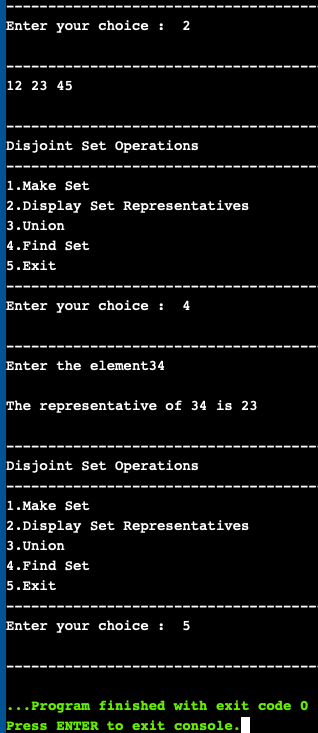 ----------------------------------------
Enter your choice :  2
----------------------------------------
12 23 45
----------------------------------------
Disjoint Set Operations
----------------------------------------
1.Make Set
2.Display Set Representatives
3.Union
4.Find Set
5.Exit
----------------------------------------
Enter your choice :  4
----------------------------------------
Enter the element34
The representative of 34 is 23
----------------------------------------
Disjoint Set Operations
----------------------------------------
1.Make Set
2.Display Set Representatives
3.Union
4.Find Set
5.Exit
----------------------------------------
Enter your choice :  5
----------------------------------------
...Program finished with exit code 0
Press ENTER to exit console.